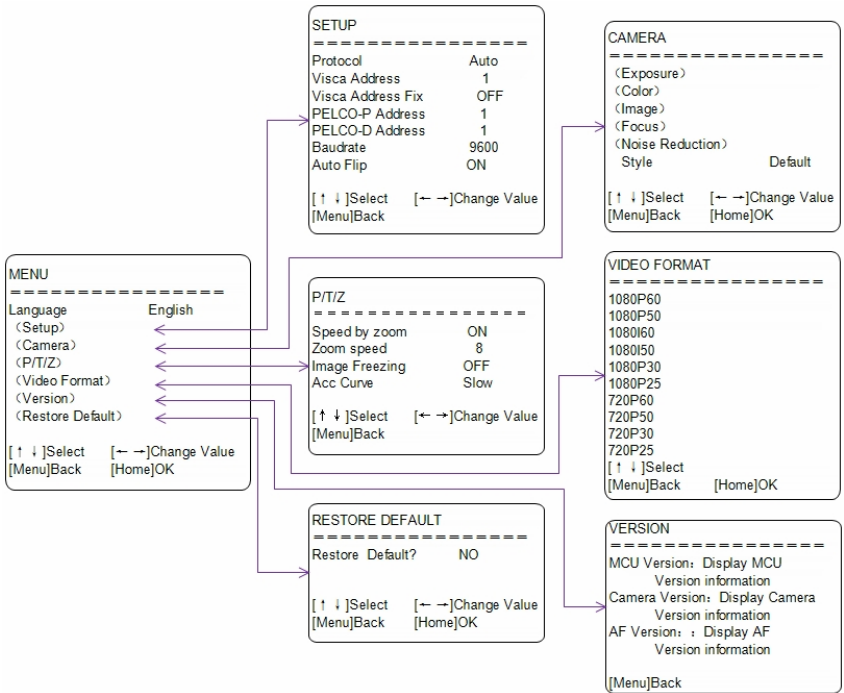 MENU
================
Language English
（Setup）
（Camera）
（P/T/Z）
（Video Format）
（Version）
（Restore Default）
[ ↑ ↓ ]Select [← →]Change Value
[Menu]Back [Home]OK
SETUP
================
Protocol Auto
Visca Address 1
Visca Address Fix OFF
PELCO-P Address 1
PELCO-D Address 1
Baudrate 9600
Auto Flip ON
[ ↑ ↓ ]Select [← →]Change Value
[Menu]Back
P/T/Z
================
Speed by zoom ON
Zoom speed 8
Image Freezing OFF
Acc Curve Slow
[ ↑ ↓ ]Select [← →]Change Value
[Menu]Back
RESTORE DEFAULT
================
Restore Default? NO
[ ↑ ↓ ]Select [← →]Change Value
[Menu]Back [Home]OK
CAMERA
================
（Exposure）
（Color）
（Image）
（Focus）
（Noise Reduction）
Style Default
[ ↑ ↓ ]Select [← →]Change Value
[Menu]Back [Home]OK
VIDEO FORMAT
================
1080P60
1080P50
1080I60
1080I50
1080P30
1080P25
720P60
720P50
720P30
720P25
[ ↑ ↓ ]Select
[Menu]Back [Home]OK
VERSION
================
MCU Version：Display MCU
Version information
Camera Version：Display Camera
Version information
AF Version：：Display AF
Version information
[Menu]Back